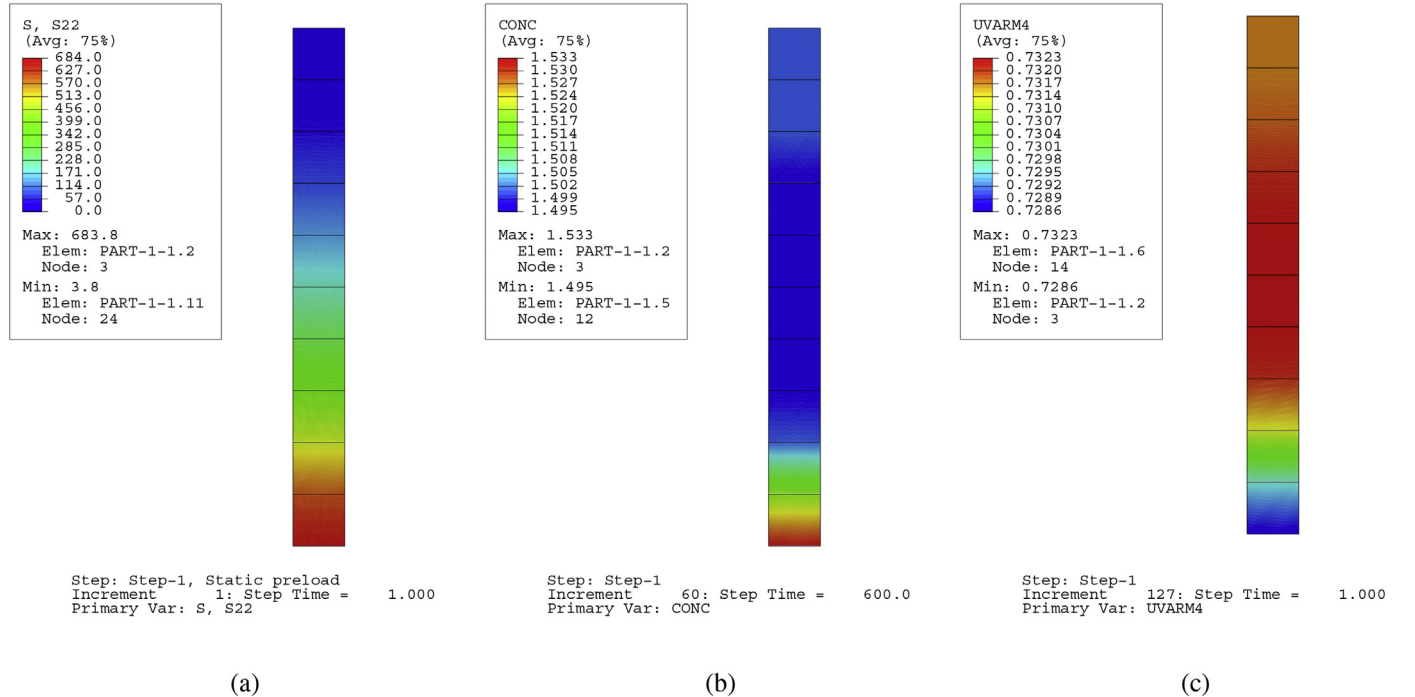 S, S22
(Avg: 75%)
684.0
627.0
570.0
513.0
456.0
399.0
342.0
285.0
228.0
171.0
114.0
57.0
0.0
Max: 683.8
Elem: PART-1-1.2
Node: 3
Min: 3.8
Elem: PART-1-1.11
Node: 24
Step: Step-1, Static preload
Increment 1: Step Time = 1.000
Primary Var: S, S22
(a)
CONC
(Avg: 75%)
1.533
1.530
1.527
1.524
1.520
1.517
1.514
1.511
1.508
1.505
1.502
1.499
1.495
Max: 1.533
Elem: PART-1-1.2
Node: 3
Min: 1.495
Elem: PART-1-1.5
Node: 12
Step: Step-1
Increment 60: Step Time = 600.0
Primary Var: CONC
(b)
UVARM4
(Avg: 75%)
0.7323
0.7320
0.7317
0.7314
0.7310
0.7307
0.7304
0.7301
0.7298
0.7295
0.7292
0.7289
0.7286
Max: 0.7323
Elem: PART-1-1.6
Node: 14
Min: 0.7286
Elem: PART-1-1.2
Node: 3
Step: Step-1
Increment 127: Step Time = 1.000
Primary Var: UVARM4
(c)